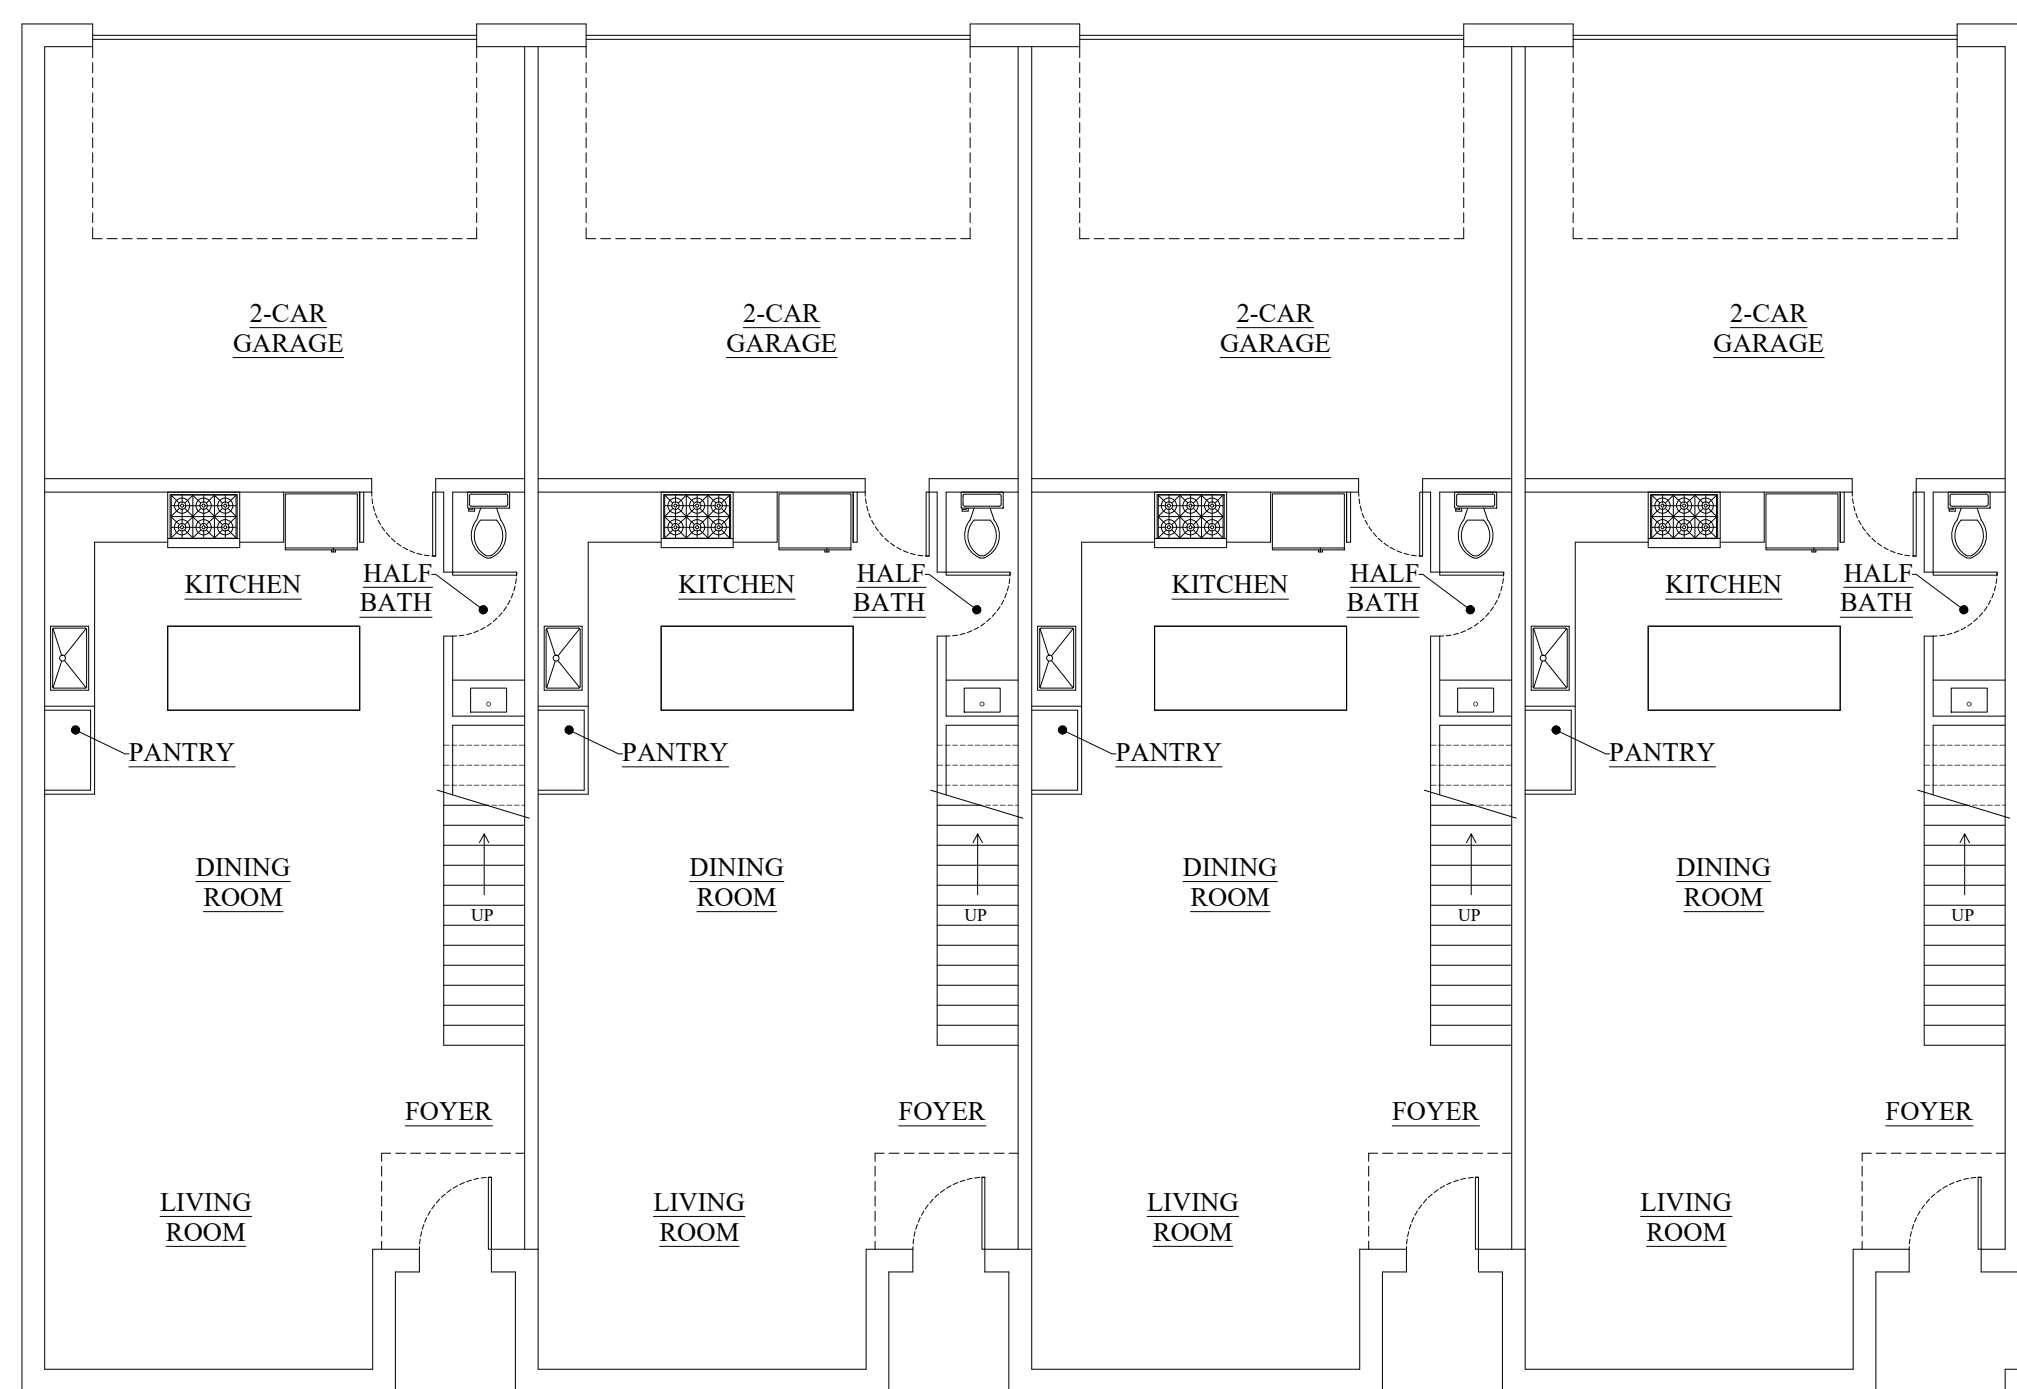 2-CAR
GARAGE
2-CAR
GARAGE
2-CAR
GARAGE
2-CAR
GARAGE
KITCHEN
HALF
BATH
KITCHEN
HALF
BATH
KITCHEN
HALF
BATH
KITCHEN
HALF
BATH
PANTRY
PANTRY
PANTRY
PANTRY
DINING
ROOM
UP
DINING
ROOM
UP
DINING
ROOM
UP
DINING
ROOM
UP
FOYER
FOYER
FOYER
FOYER
LIVING
ROOM
LIVING
ROOM
LIVING
ROOM
LIVING
ROOM